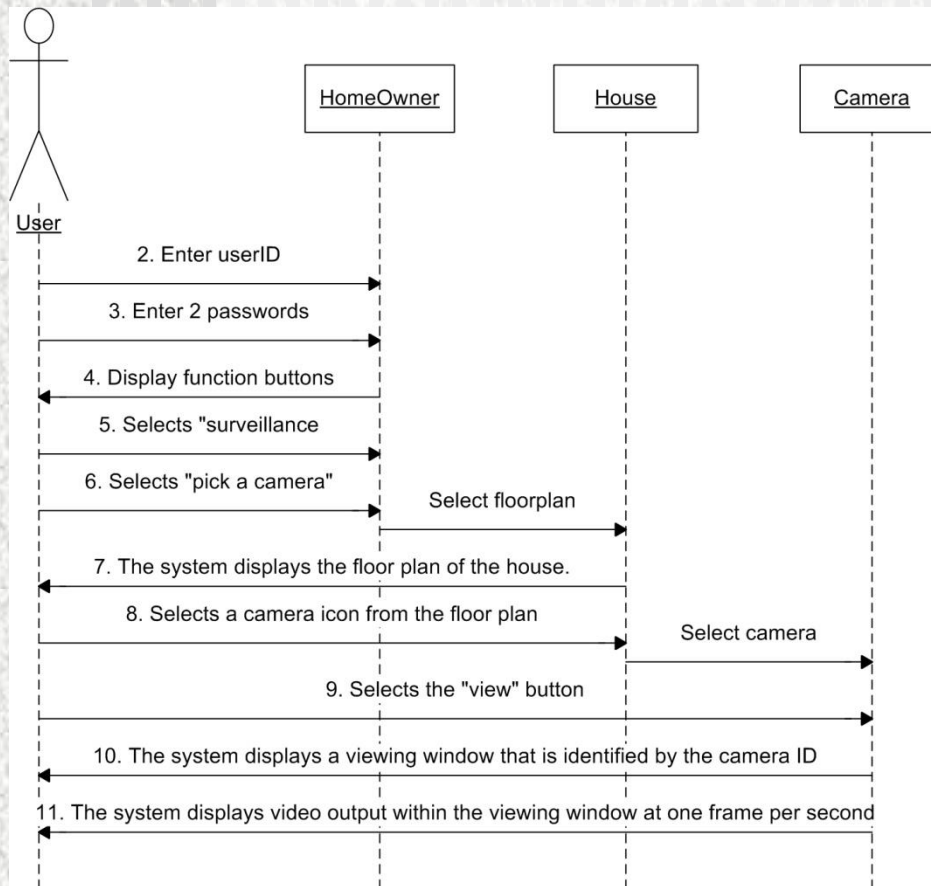 HomeOwner
House
Camera
User
2. Enter userID
3. Enter 2 passwords
4. Display function buttons
5. Selects "surveillance
6. Selects "pick a camera"
Select floorplan
7. The system displays the floor plan of the house.
8. Selects a camera icon from the floor plan
Select camera
9. Selects the "view" button
10. The system displays a viewing window that is identified by the camera ID
11. The system displays video output within the viewing window at one frame per second